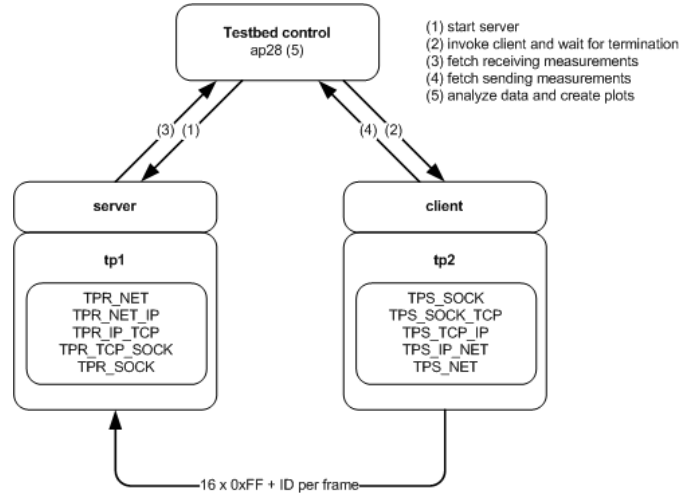 Testbed control
ap28 (5)
(1) start server
(2) invoke client and wait for termination
(3) fetch receiving measurements
(4) fetch sending measurements
(5) analyze data and create plots
(3) (1)
(4) (2)
server
client
tp1
tp2
TPR_NET
TPR_NET_IP
TPR_IP_TCP
TPR_TCP_SOCK
TPR_SOCK
TPS_SOCK
TPS_SOCK_TCP
TPS_TCP_IP
TPS_IP_NET
TPS_NET
16 x 0xFF + ID per frame